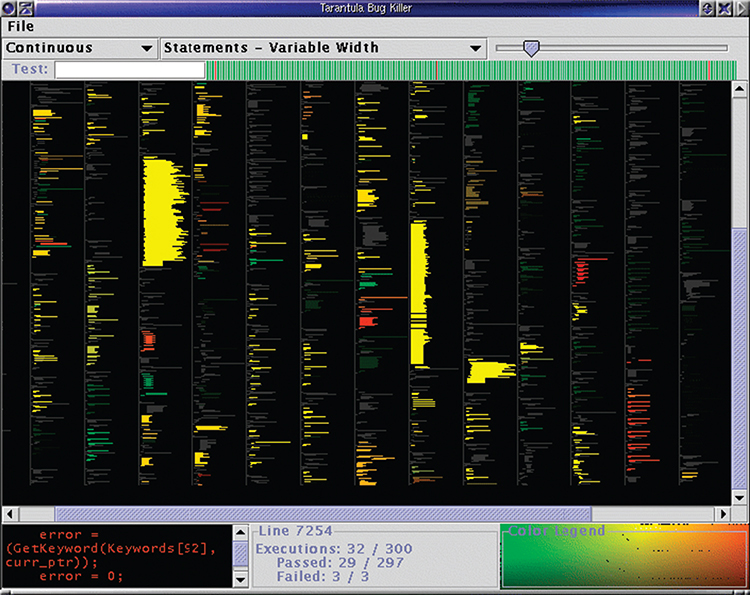 Tarantula Bug Killer
File
Continuous
Statements - Variable Width
Test:
error =
(GetKeyword(Keywords[52],
curr_ptr));
error = 0;
Line 7254
Executions: 32 / 300
Passed: 29 / 297
Failed: 3 / 3
Color Legend